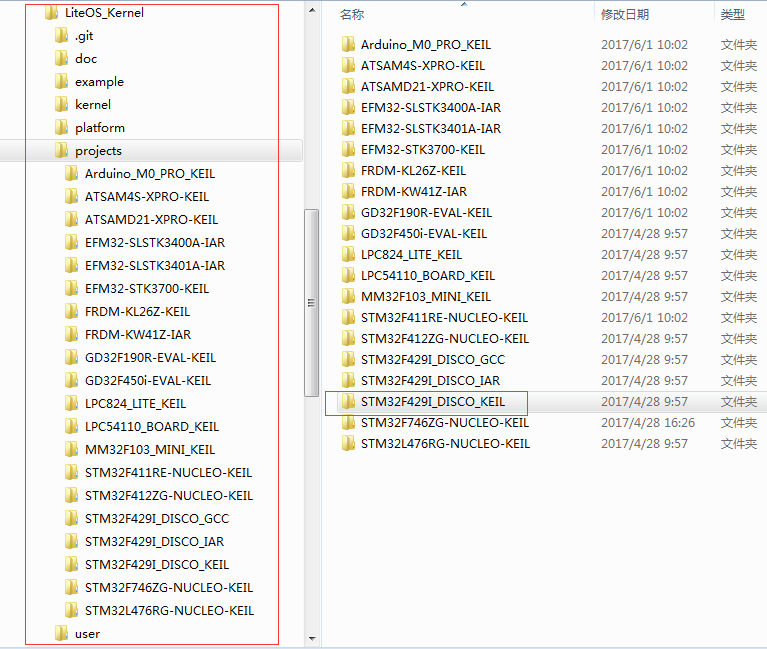 LiteOS_Kernel
.git
doc
example
kernel
platform
projects
Arduino_M0_PRO_KEIL
ATSAM4S-XPRO-KEIL
ATSAMD21-XPRO-KEIL
EFM32-SLSTK3400A-IAR
EFM32-SLSTK3401A-IAR
EFM32-STK3700-KEIL
FRDM-KL26Z-KEIL
FRDM-KW41Z-IAR
GD32F190R-EVAL-KEIL
GD32F450i-EVAL-KEIL
LPC824_LITE_KEIL
LPC54110_BOARD_KEIL
MM32F103_MINI_KEIL
STM32F411RE-NUCLEO-KEIL
STM32F412ZG-NUCLEO-KEIL
STM32F429I_DISCO_GCC
STM32F429I_DISCO_IAR
STM32F429I_DISCO_KEIL
STM32F746ZG-NUCLEO-KEIL
STM32L476RG-NUCLEO-KEIL
user
名称 修改日期 类型
Arduino_M0_PRO_KEIL 2017/6/1 10:02 文件夹
ATSAM4S-XPRO-KEIL 2017/6/1 10:02 文件夹
ATSAMD21-XPRO-KEIL 2017/6/1 10:02 文件夹
EFM32-SLSTK3400A-IAR 2017/6/1 10:02 文件夹
EFM32-SLSTK3401A-IAR 2017/6/1 10:02 文件夹
EFM32-STK3700-KEIL 2017/6/1 10:02 文件夹
FRDM-KL26Z-KEIL 2017/6/1 10:02 文件夹
FRDM-KW41Z-IAR 2017/6/1 10:02 文件夹
GD32F190R-EVAL-KEIL 2017/6/1 10:02 文件夹
GD32F450i-EVAL-KEIL 2017/4/28 9:57 文件夹
LPC824_LITE_KEIL 2017/4/28 9:57 文件夹
LPC54110_BOARD_KEIL 2017/4/28 9:57 文件夹
MM32F103_MINI_KEIL 2017/4/28 9:57 文件夹
STM32F411RE-NUCLEO-KEIL 2017/6/1 10:02 文件夹
STM32F412ZG-NUCLEO-KEIL 2017/4/28 9:57 文件夹
STM32F429I_DISCO_GCC 2017/4/28 9:57 文件夹
STM32F429I_DISCO_IAR 2017/4/28 9:57 文件夹
STM32F429I_DISCO_KEIL 2017/4/28 9:57 文件夹
STM32F746ZG-NUCLEO-KEIL 2017/4/28 16:26 文件夹
STM32L476RG-NUCLEO-KEIL 2017/4/28 9:57 文件夹